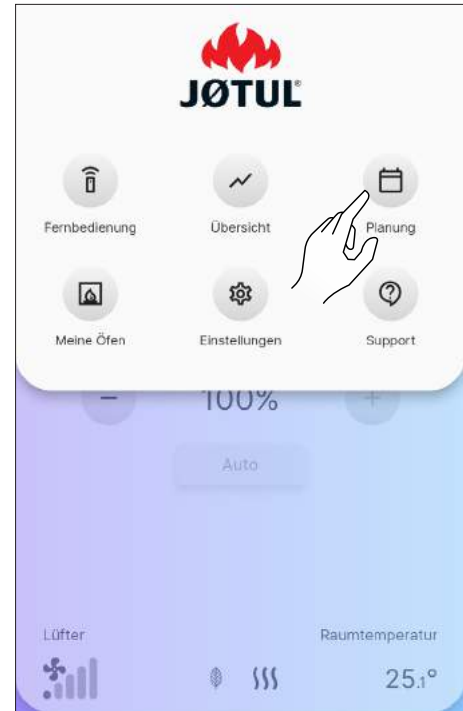 JØTUL®
Fernbedienung Übersicht Planung
Meine Öfen Einstellungen Support
− 100% +
Auto
Lüfter Raumtemperatur
25.1°